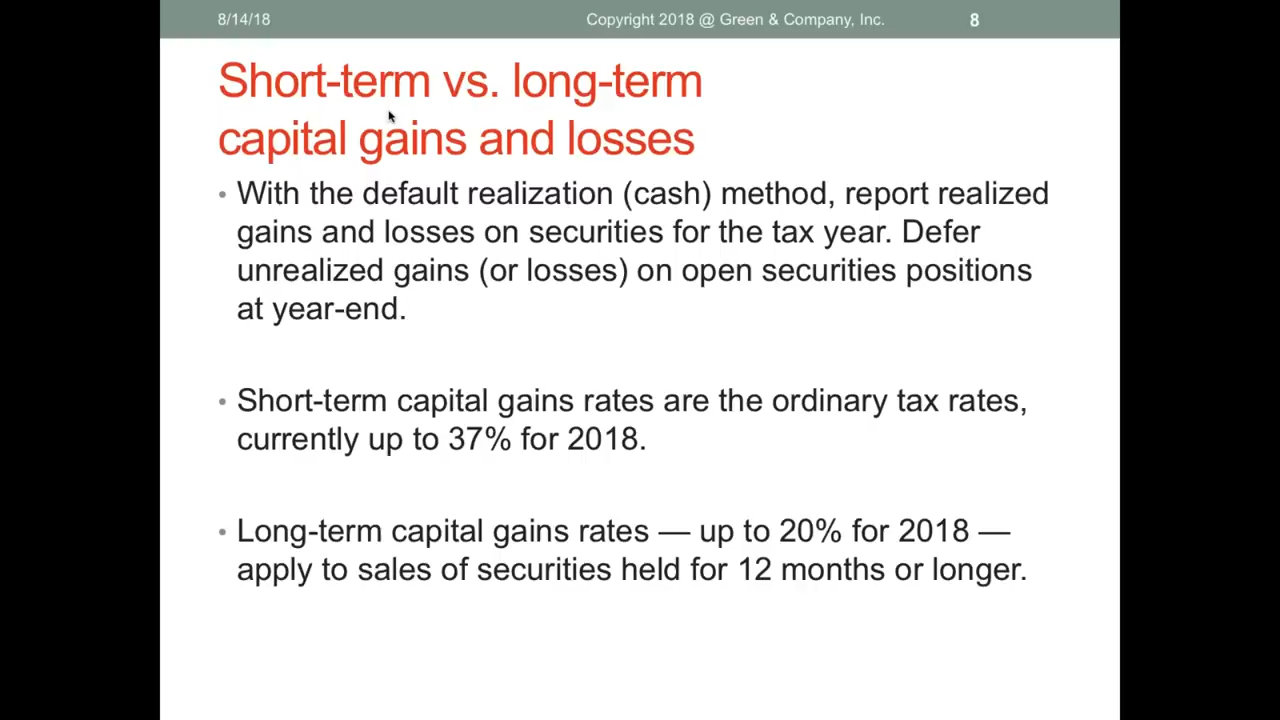 8/14/18
Copyright 2018 @ Green & Company, Inc.
8
Short-term vs. long-term
capital gains and losses
• With the default realization (cash) method, report realized
gains and losses on securities for the tax year. Defer
unrealized gains (or losses) on open securities positions
at year-end.
• Short-term capital gains rates are the ordinary tax rates,
currently up to 37% for 2018.
• Long-term capital gains rates — up to 20% for 2018 —
apply to sales of securities held for 12 months or longer.